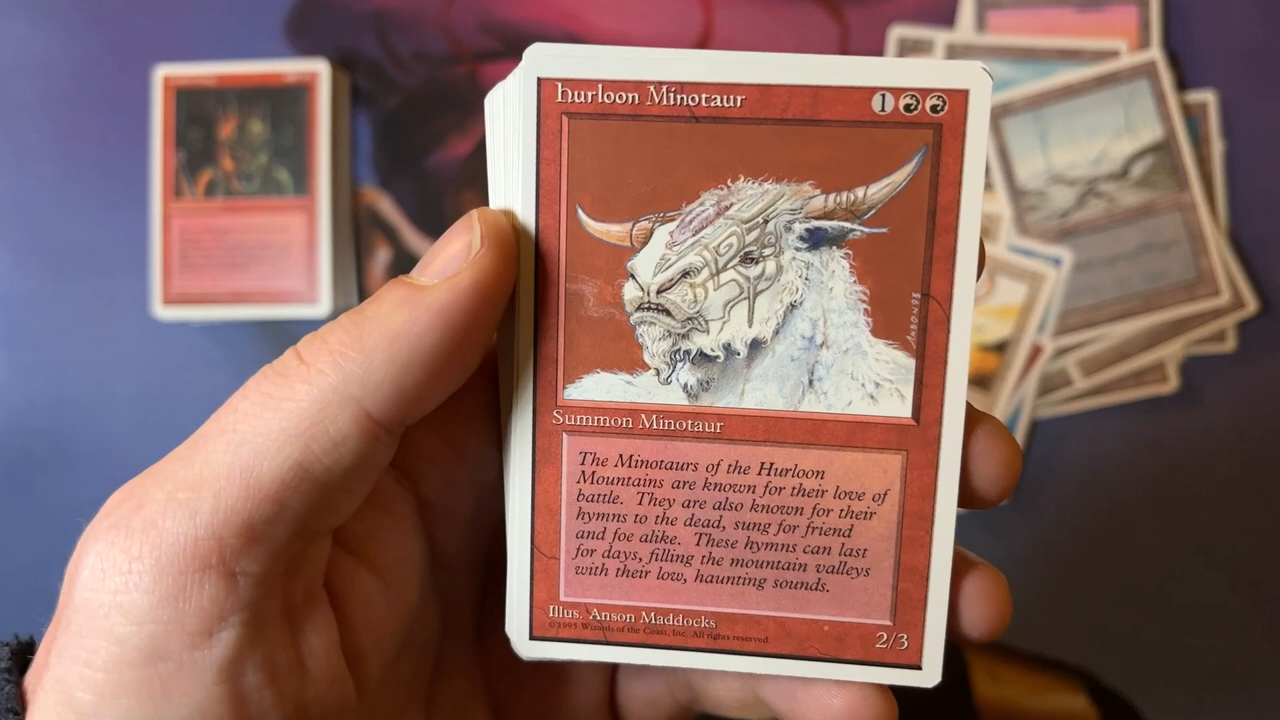 Hurloon Minotaur 1
ANSON 93
Summon Minotaur
The Minotaurs of the Hurloon
Mountains are known for their love of
battle. They are also known for their
hymns to the dead, sung for friend
and foe alike. These hymns can last
for days, filling the mountain valleys
with their low, haunting sounds.
Illus. Anson Maddocks
©1995 Wizards of the Coast, Inc. All rights reserved.
2/3